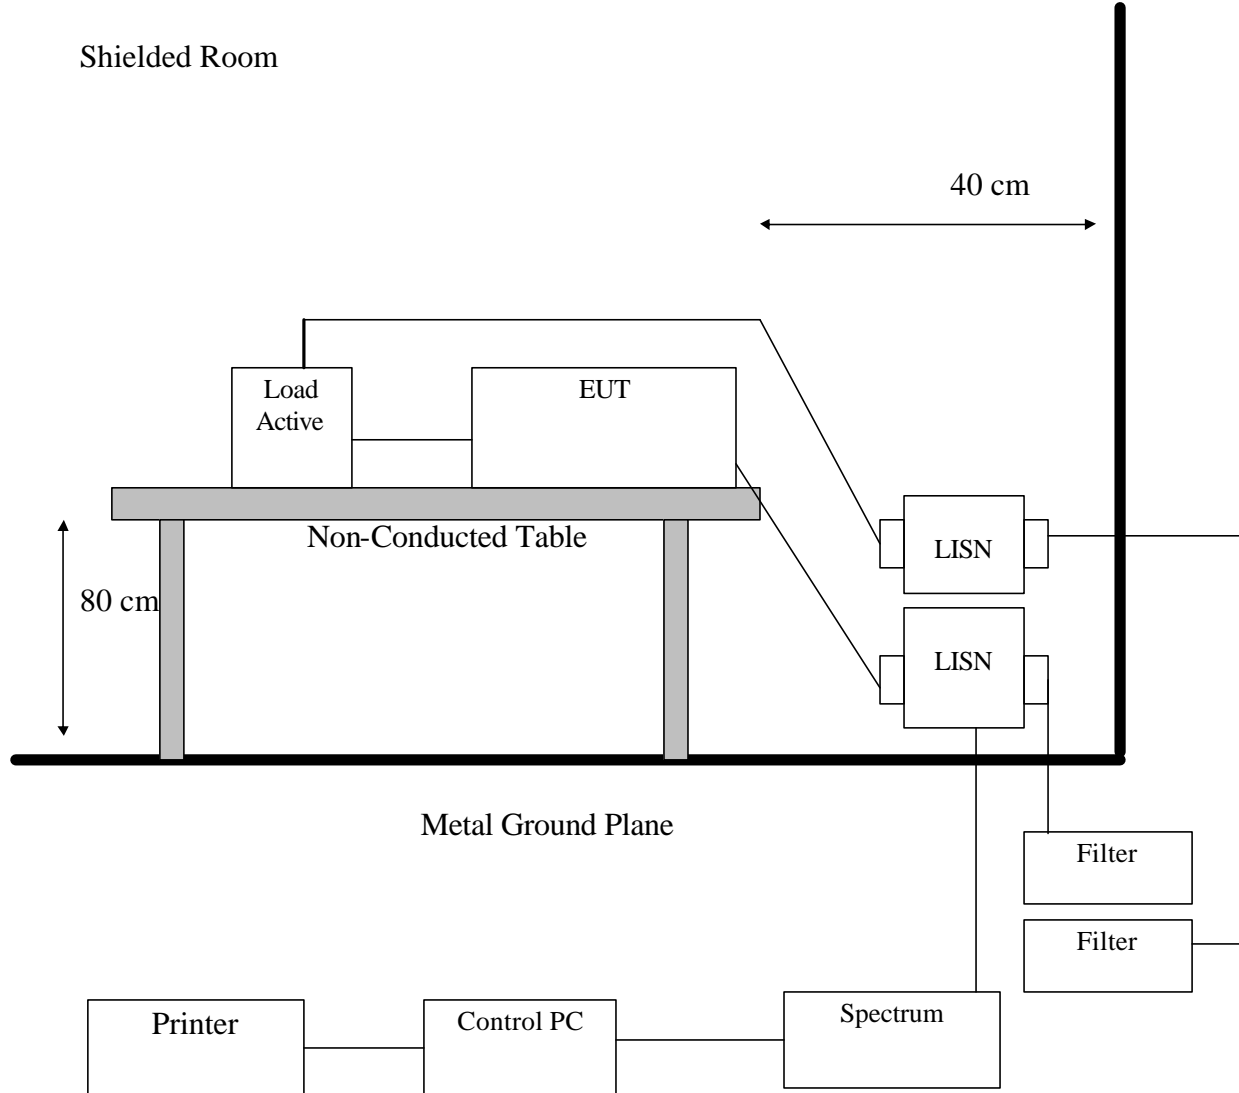 Shielded Room
40 cm
Load
Active
EUT
Non-Conducted Table
LISN
80 cm
LISN
Metal Ground Plane
Filter
Filter
Printer
Control PC
Spectrum